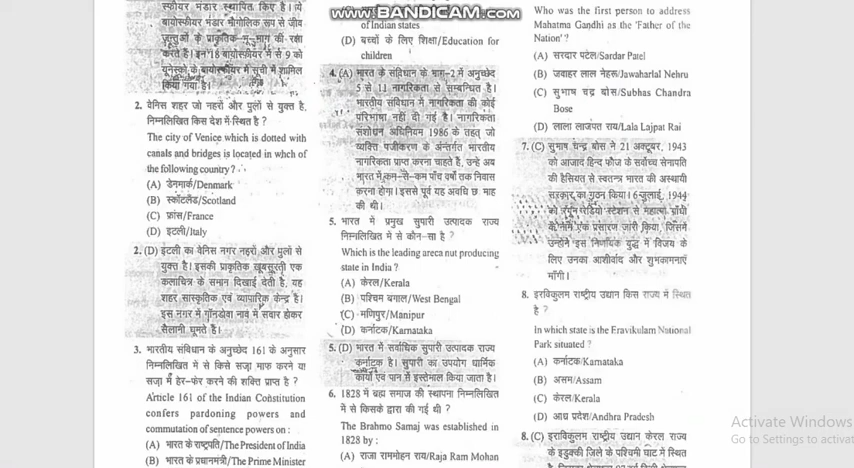 स्फीयर भंडार स्थापित किए है। ये
बायोस्फीयर भंडार भौगोलिक रूप से जीव
जन्तुओं के प्राकृतिक भू-भाग की रक्षा
करते हैं। इन 18 बायोस्फीयर में से 9 को
यूनेस्को के बायोस्फीयर में सूची में शामिल
किया गया है।
2. वेनिस शहर जो नहरों और पुलों से युक्त है,
निम्नलिखित किस देश में स्थित है ?
The city of Venice which is dotted with
canals and bridges is located in which of
the following country ?
(A) डेनमार्क/Denmark
(B) स्कॉटलैंड/Scotland
(C) फ्रांस/France
(D) इटली/Italy
2. (D) इटली का वेनिस नगर नहरों और पुलो से
युक्त है। इसकी प्राकृतिक खूबसूरती एक
कलाचित्र के समान दिखाई देती है, यह
शहर सांस्कृतिक एवं व्यापारिक केन्द्र है।
इस नगर में गॉनडोवा नाव में सवार होकर
सैलानी घूमते है।
3. भारतीय संविधान के अनुच्छेद 161 के अनुसार
निम्नलिखित में से किसे सज़ा माफ करने या
सजा में हेर-फेर करने की शक्ति प्राप्त है ?
Article 161 of the Indian Constitution
confers pardoning powers and
commutation of sentence powers on :
(A) भारत के राष्ट्रपति/The President of India
(B) भारत के प्रधानमंत्री/The Prime Minister
of Indian states
(D) बच्चों के लिए शिक्षा/Education for
children
4. (A) भारत के संविधान के भाग-2 में अनुच्छेद
5 से 11 नागरिकता से सम्बन्धित है।
भारतीय संविधान में नागरिकता की कोई
परिभाषा नहीं दी गई है। नागरिकता
संशोधन अधिनियम 1986 के तहत् जो
व्यक्ति पंजीकरण के अंतर्गत भारतीय
नागरिकता प्राप्त करना चाहते है, उन्हे अब
भारत में कम-से-कम पाँच वर्षों तक निवास
करना होगा। इससे पूर्व यह अवधि छ माह
की थी।
5. भारत में प्रमुख सुपारी उत्पादक राज्य
निम्नलिखित में से कौन-सा है ?
Which is the leading areca nut producing
state in India ?
(A) केरल/Kerala
(B) पश्चिम बंगाल/West Bengal
(C) मणिपुर/Manipur
(D) कर्नाटक/Karnataka
5. (D) भारत मे सर्वाधिक सुपारी उत्पादक राज्य
कर्नाटक है। सुपारी का उपयोग धार्मिक
कार्यों एवं पान में इस्तेमाल किया जाता है।
6. 1828 में ब्रह्म समाज की स्थापना निम्नलिखित
में से किसके द्वारा की गई थी ?
The Brahmo Samaj was established in
1828 by :
(A) राजा राममोहन राय/Raja Ram Mohan
Who was the first person to address
Mahatma Gandhi as the 'Father of the
Nation' ?
(A) सरदार पटेल/Sardar Patel
(B) जवाहर लाल नेहरू/Jawaharlal Nehru
(C) सुभाष चद्र बोस/Subhas Chandra
Bose
(D) लाला लाजपत राय/Lala Lajpat Rai
7. (C) सुभाष चन्द्र बोस ने 21 अक्टूबर, 1943
को आजाद हिन्द फौज के सर्वोच्च सेनापति
की हैसियत से स्वतन्त्र भारत की अस्थायी
सरकार का गठन किया। 6 जुलाई, 1944
को रंगून रेडियो स्टेशन से महात्मा गाँधी
के नाम एक प्रसारण जारी किया, जिसमें
उन्होंने इस निर्णायक युद्ध में विजय के
लिए उनका आशीर्वाद और शुभकामनाएँ
माँगी।
8. इरविकुलम राष्ट्रीय उद्यान किस राज्य मे स्थित
है ?
In which state is the Eravikulam National
Park situated ?
(A) कर्नाटक/Karnataka
(B) असम/Assam
(C) केरल/Kerala
(D) आंध्र प्रदेश/Andhra Pradesh
8. (C) इराविकुलम राष्ट्रीय उद्यान केरल राज्य
के इडुक्की जिले के पश्चिमी घाट में स्थित
www.BANDICAM.com
Activate Windows
Go to Settings to activat